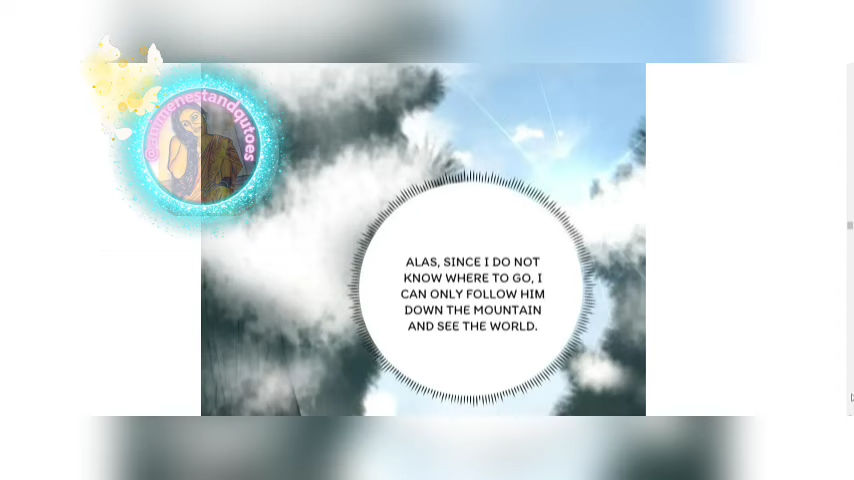 @ammenestandqutoes
ALAS, SINCE I DO NOT
KNOW WHERE TO GO, I
CAN ONLY FOLLOW HIM
DOWN THE MOUNTAIN
AND SEE THE WORLD.